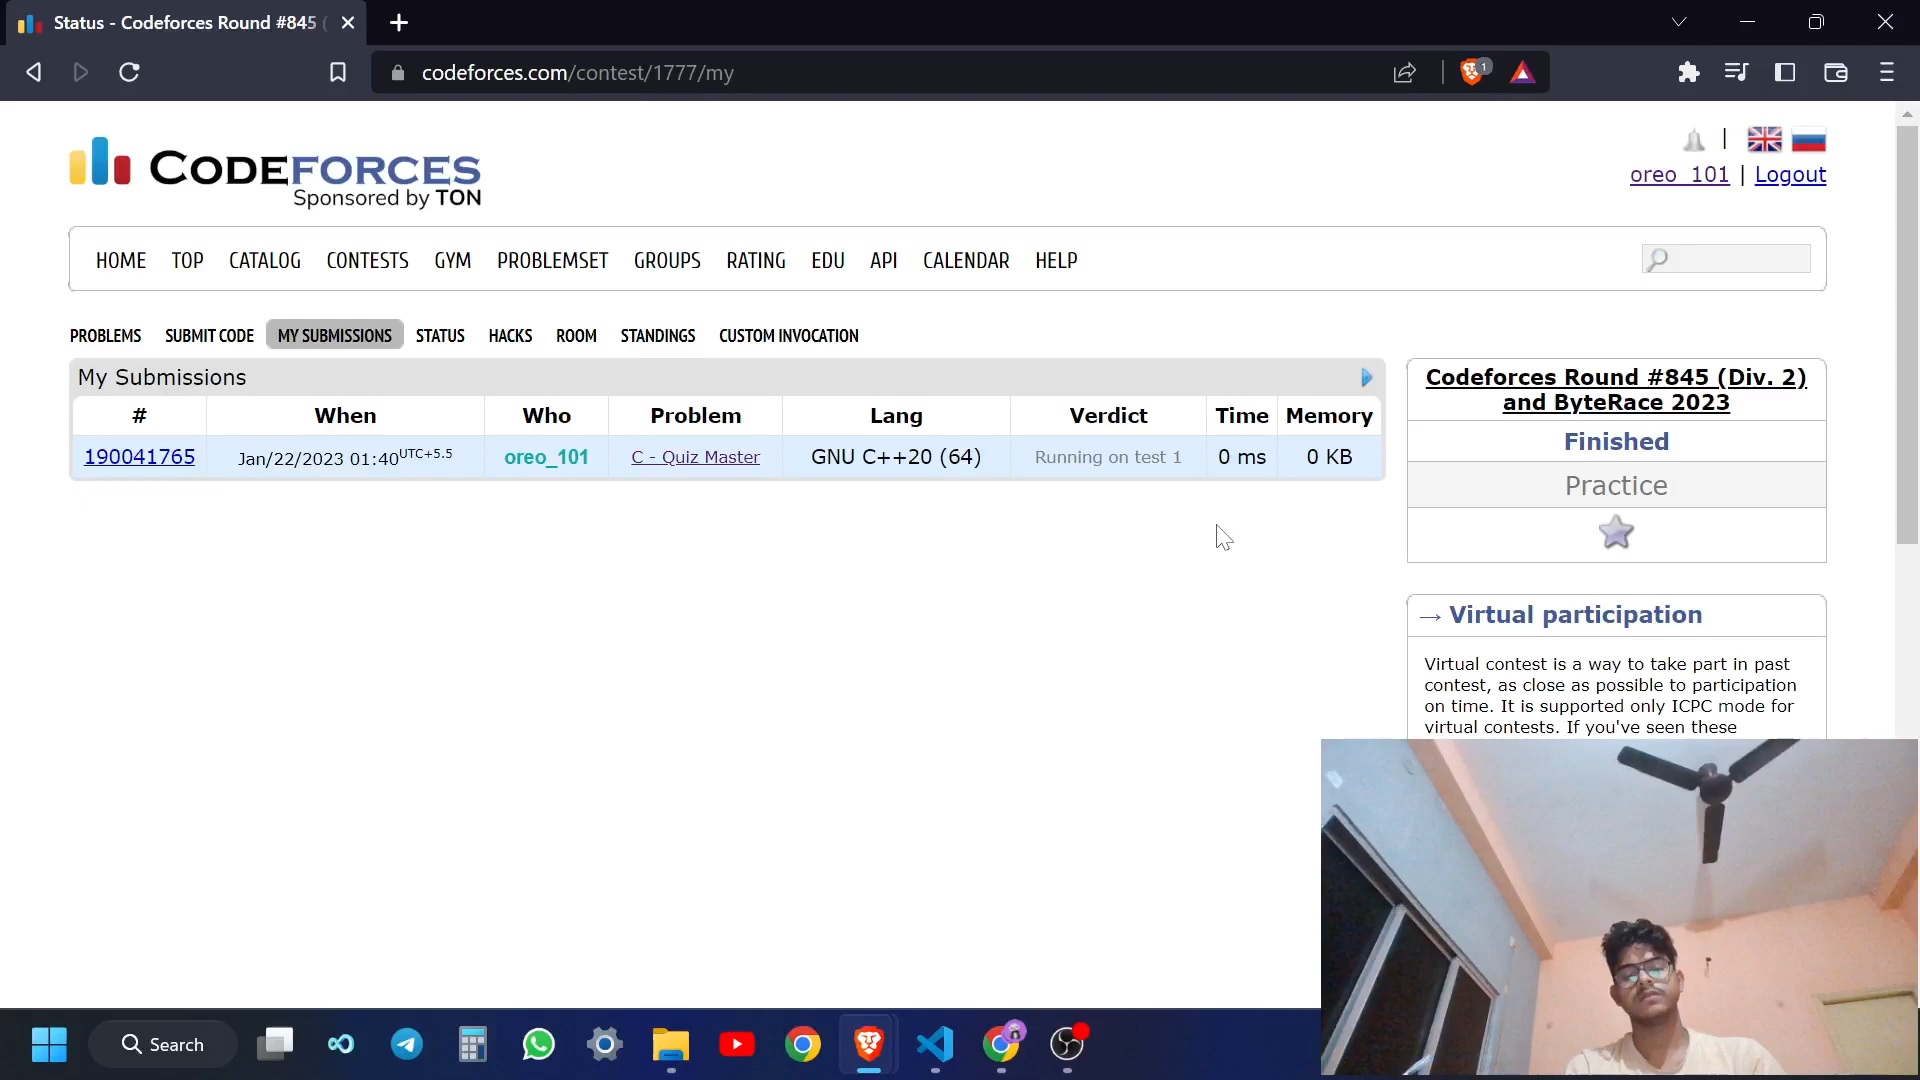 Status - Codeforces Round #845 (
codeforces.com/contest/1777/my
1
CODEFORCES
Sponsored by TON
|
oreo_101 | Logout
HOME TOP CATALOG CONTESTS GYM PROBLEMSET GROUPS RATING EDU API CALENDAR HELP
PROBLEMS SUBMIT CODE MY SUBMISSIONS STATUS HACKS ROOM STANDINGS CUSTOM INVOCATION
My Submissions
# When Who Problem Lang Verdict Time Memory
190041765 Jan/22/2023 01:40UTC+5.5 oreo_101 C - Quiz Master GNU C++20 (64) Running on test 1 0 ms 0 KB
Codeforces Round #845 (Div. 2)
and ByteRace 2023
Finished
Practice
→ Virtual participation
Virtual contest is a way to take part in past
contest, as close as possible to participation
on time. It is supported only ICPC mode for
virtual contests. If you've seen these
Search